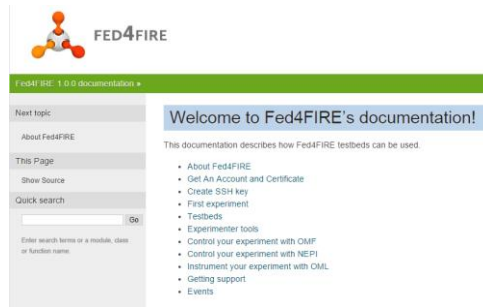 FED4FIRE
Fed4FIRE 1.0.0 documentation »
Next topic
About Fed4FIRE
This Page
Show Source
Quick search
Go
Enter search terms or a module, class
or function name.
Welcome to Fed4FIRE's documentation!
This documentation describes how Fed4FIRE testbeds can be used.
• About Fed4FIRE
• Get An Account and Certificate
• Create SSH key
• First experiment
• Testbeds
• Experimenter tools
• Control your experiment with OMF
• Control your experiment with NEPI
• Instrument your experiment with OML
• Getting support
• Events